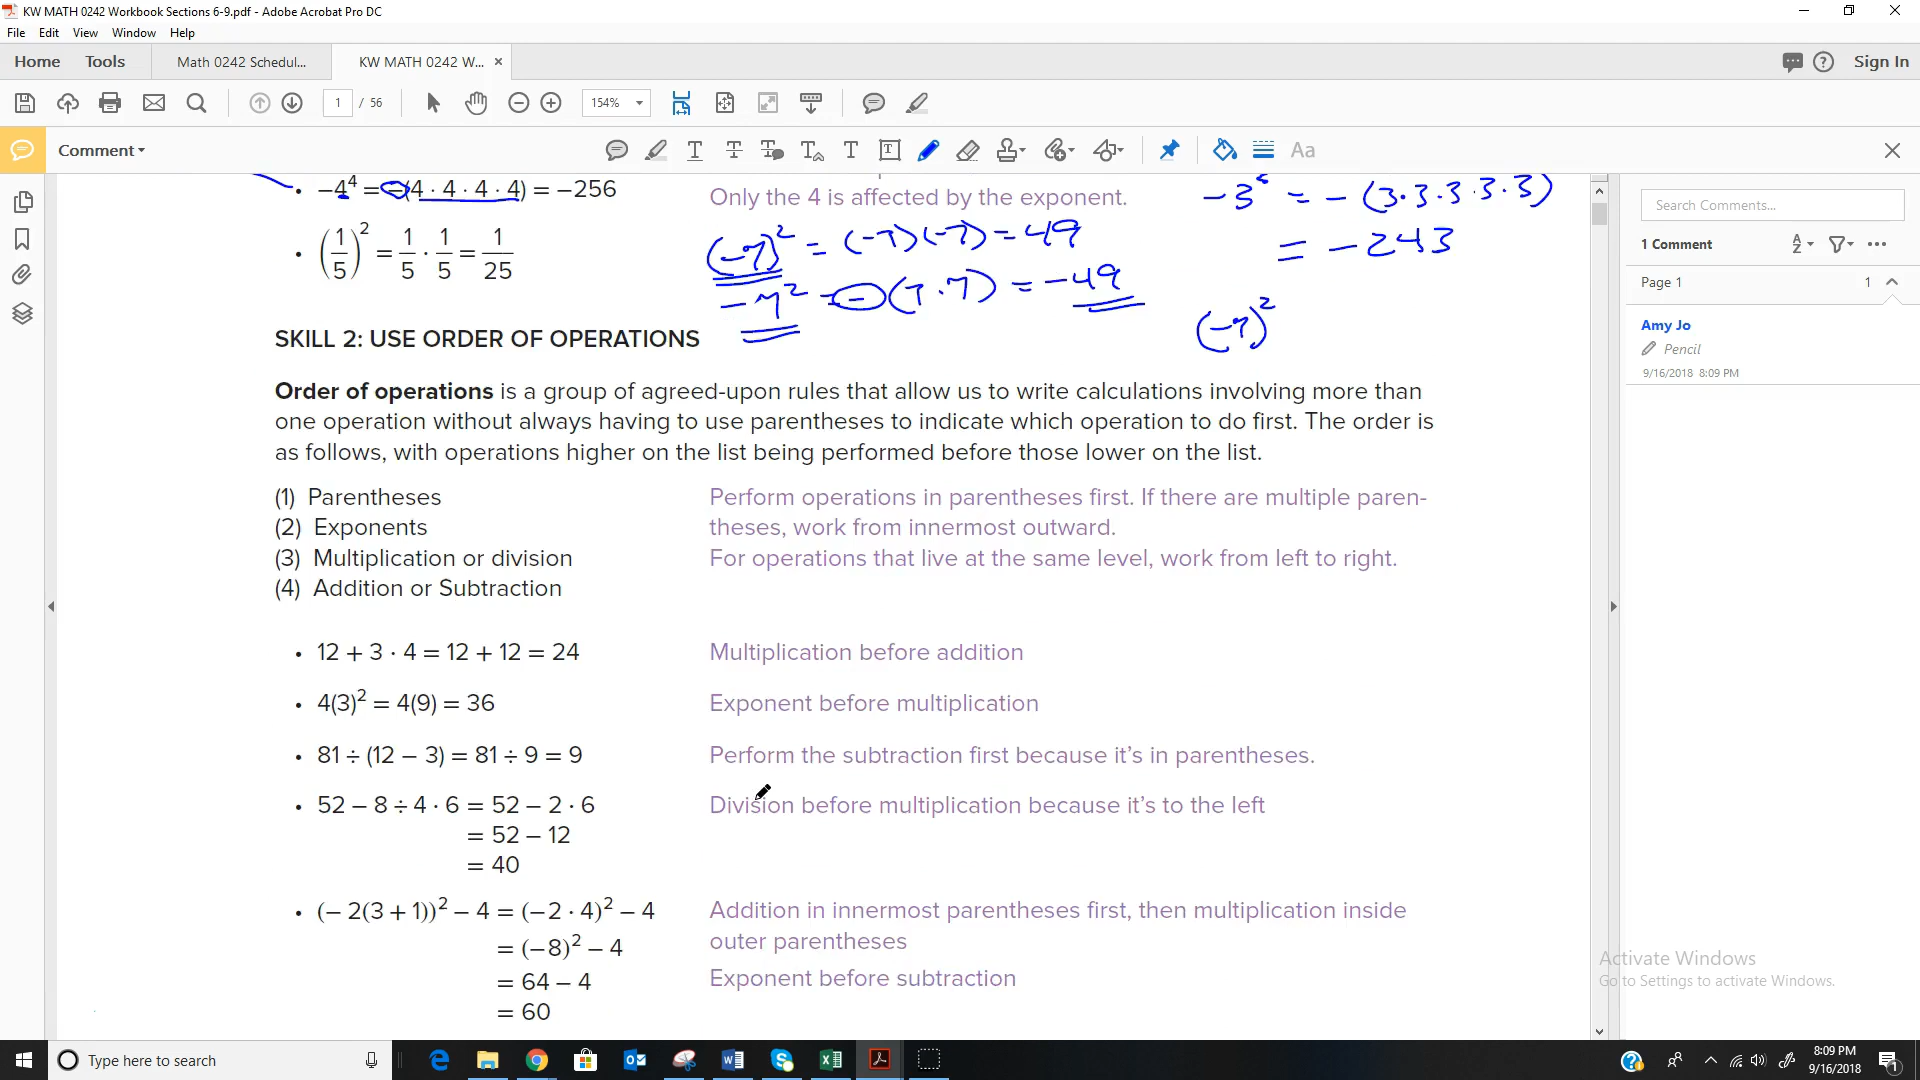 KW MATH 0242 Workbook Sections 6-9.pdf - Adobe Acrobat Pro DC
File Edit View Window Help
Home Tools Math 0242 Schedul... KW MATH 0242 W... × Sign In
1 / 56 154%
Comment
−4⁴ = −(4 · 4 · 4 · 4) = −256
Only the 4 is affected by the exponent.
−3⁵ = − (3·3·3·3·3)
= −243
(1/5)² = 1/5 · 1/5 = 1/25
(−7)² = (−7)(−7) = 49
−7² = −(7·7) = −49
(−7)²
SKILL 2: USE ORDER OF OPERATIONS
Order of operations is a group of agreed-upon rules that allow us to write calculations involving more than
one operation without always having to use parentheses to indicate which operation to do first. The order is
as follows, with operations higher on the list being performed before those lower on the list.
(1) Parentheses Perform operations in parentheses first. If there are multiple paren-
(2) Exponents theses, work from innermost outward.
(3) Multiplication or division For operations that live at the same level, work from left to right.
(4) Addition or Subtraction
• 12 + 3 · 4 = 12 + 12 = 24 Multiplication before addition
• 4(3)² = 4(9) = 36 Exponent before multiplication
• 81 ÷ (12 − 3) = 81 ÷ 9 = 9 Perform the subtraction first because it's in parentheses.
• 52 − 8 ÷ 4 · 6 = 52 − 2 · 6 Division before multiplication because it's to the left
= 52 − 12
= 40
• (− 2(3 + 1))² − 4 = (−2 · 4)² − 4 Addition in innermost parentheses first, then multiplication inside
outer parentheses
= (−8)² − 4
= 64 − 4 Exponent before subtraction
= 60
Search Comments...
1 Comment
Page 1 1
Amy Jo
Pencil
9/16/2018 8:09 PM
Activate Windows
Go to Settings to activate Windows.
Type here to search
8:09 PM
9/16/2018
1